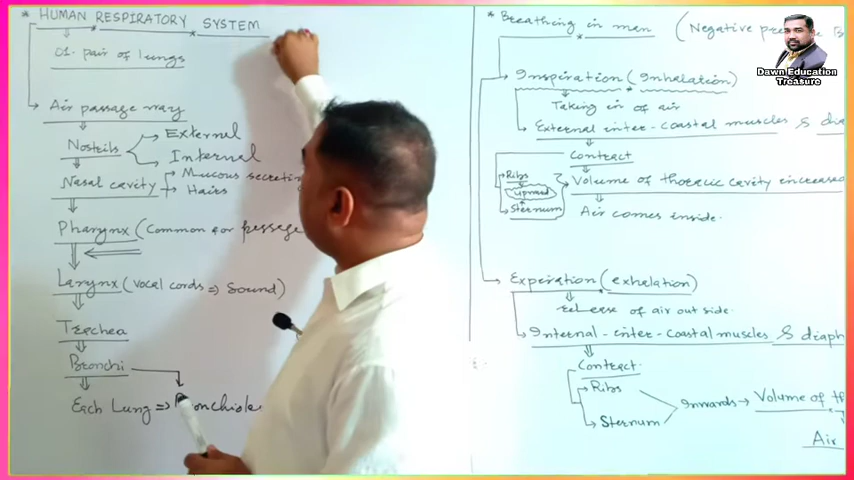 * HUMAN RESPIRATORY SYSTEM
01. pair of lungs
Air passage way
Nostrils
External
Internal
Nasal cavity
Mucous secreting
Hairs
Pharynx (Common for passage
Larynx (vocal cords => Sound)
Trachea
Bronchi
Each Lung => Bronchiole
* Breathing in man (Negative pre
Inspiration (Inhalation)
Taking in of air
External inter-coastal muscles & dia
Contract
Ribs
upward
Sternum
Volume of thoracic cavity increased
Air comes inside.
Expiration (exhalation)
release of air out side.
Internal-inter-coastal muscles & diaph
Contract
Ribs
Sternum
Inwards → Volume of th
Air
Dawn Education
Treasure